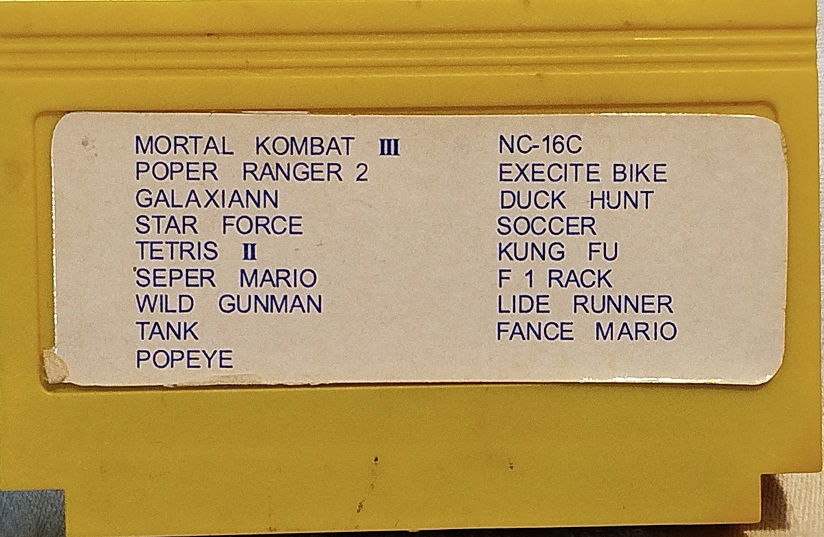 MORTAL KOMBAT III
POPER RANGER 2
GALAXIANN
STAR FORCE
TETRIS II
SEPER MARIO
WILD GUNMAN
TANK
POPEYE
NC-16C
EXECITE BIKE
DUCK HUNT
SOCCER
KUNG FU
F 1 RACK
LIDE RUNNER
FANCE MARIO